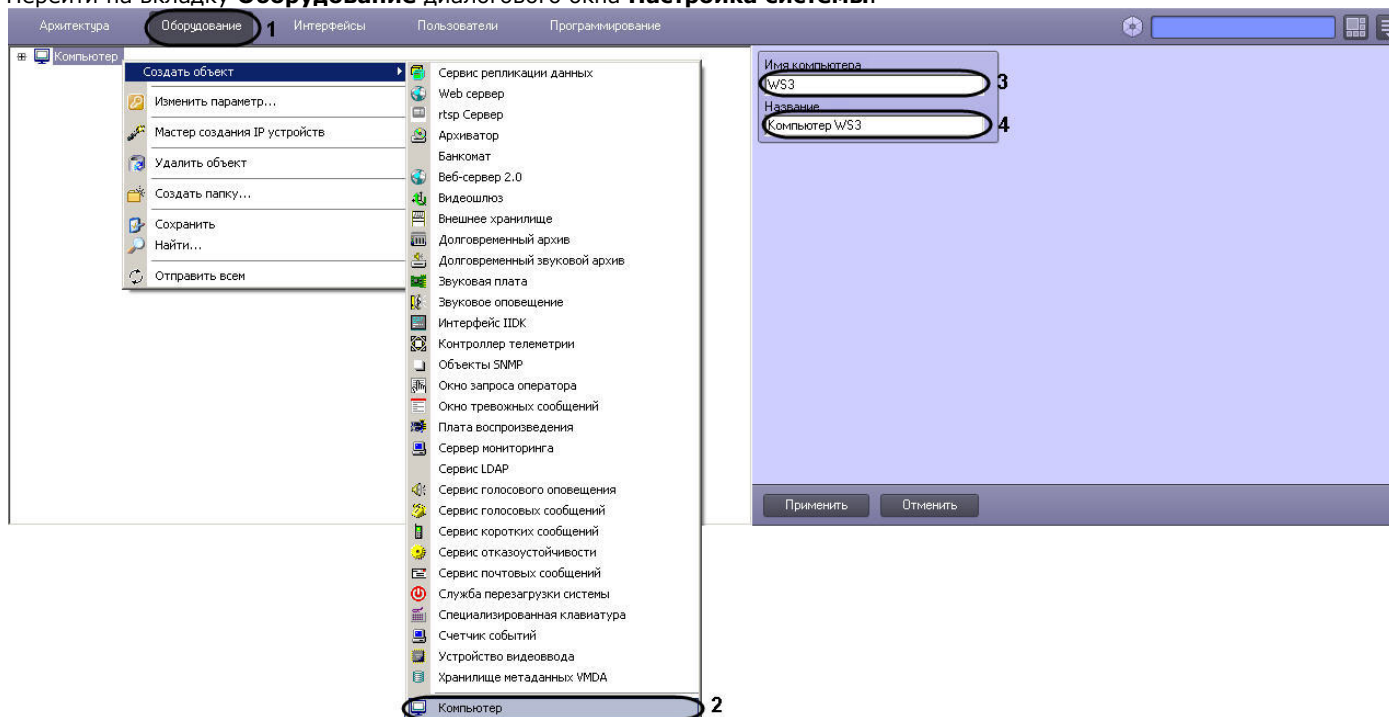 Перейти на вкладку Оборудование диалогового окна Настройка системы.
Архитектура Оборудование 1 Интерфейсы Пользователи Программирование
Компьютер
Создать объект
Изменить параметр...
Мастер создания IP устройств
Удалить объект
Создать папку...
Сохранить
Найти...
Отправить всем
Сервис репликации данных
Web сервер
rtsp Сервер
Архиватор
Банкомат
Веб-сервер 2.0
Видеошлюз
Внешнее хранилище
Долговременный архив
Долговременный звуковой архив
Звуковая плата
Звуковое оповещение
Интерфейс IIDK
Контроллер телеметрии
Объекты SNMP
Окно запроса оператора
Окно тревожных сообщений
Плата воспроизведения
Сервер мониторинга
Сервис LDAP
Сервис голосового оповещения
Сервис голосовых сообщений
Сервис коротких сообщений
Сервис отказоустойчивости
Сервис почтовых сообщений
Служба перезагрузки системы
Специализированная клавиатура
Счетчик событий
Устройство видеоввода
Хранилище метаданных VMDA
Компьютер 2
Имя компьютера
WS3 3
Название
Компьютер WS3 4
Применить Отменить